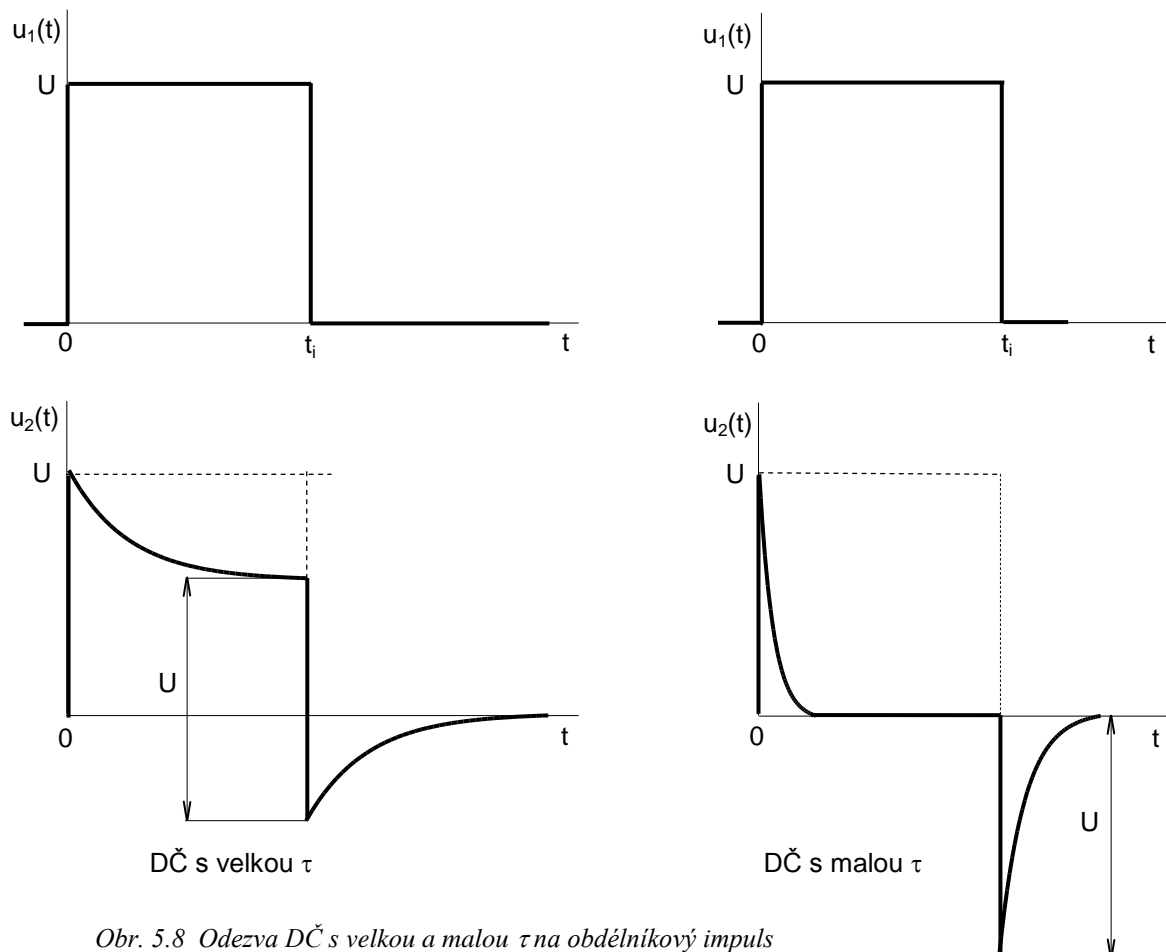 u₁(t)
U
0
tᵢ
t
u₁(t)
U
0
tᵢ
t
u₂(t)
U
U
0
t
DČ s velkou τ
u₂(t)
U
0
t
U
DČ s malou τ
Obr. 5.8 Odezva DČ s velkou a malou τ na obdélníkový impuls